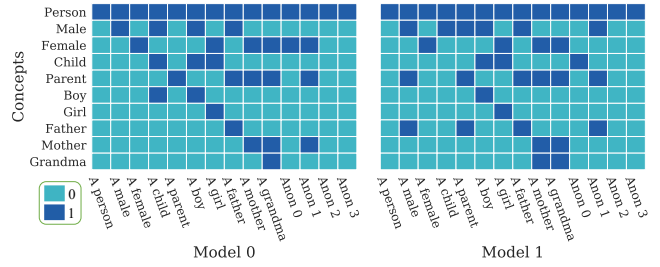 Concepts
Person
Male
Female
Child
Parent
Boy
Girl
Father
Mother
Grandma
0
1
A person
A male
A female
A child
A parent
A boy
A girl
A father
A mother
A grandma
Anon 0
Anon 1
Anon 2
Anon 3
Model 0
A person
A male
A female
A child
A parent
A boy
A girl
A father
A mother
A grandma
Anon 0
Anon 1
Anon 2
Anon 3
Model 1